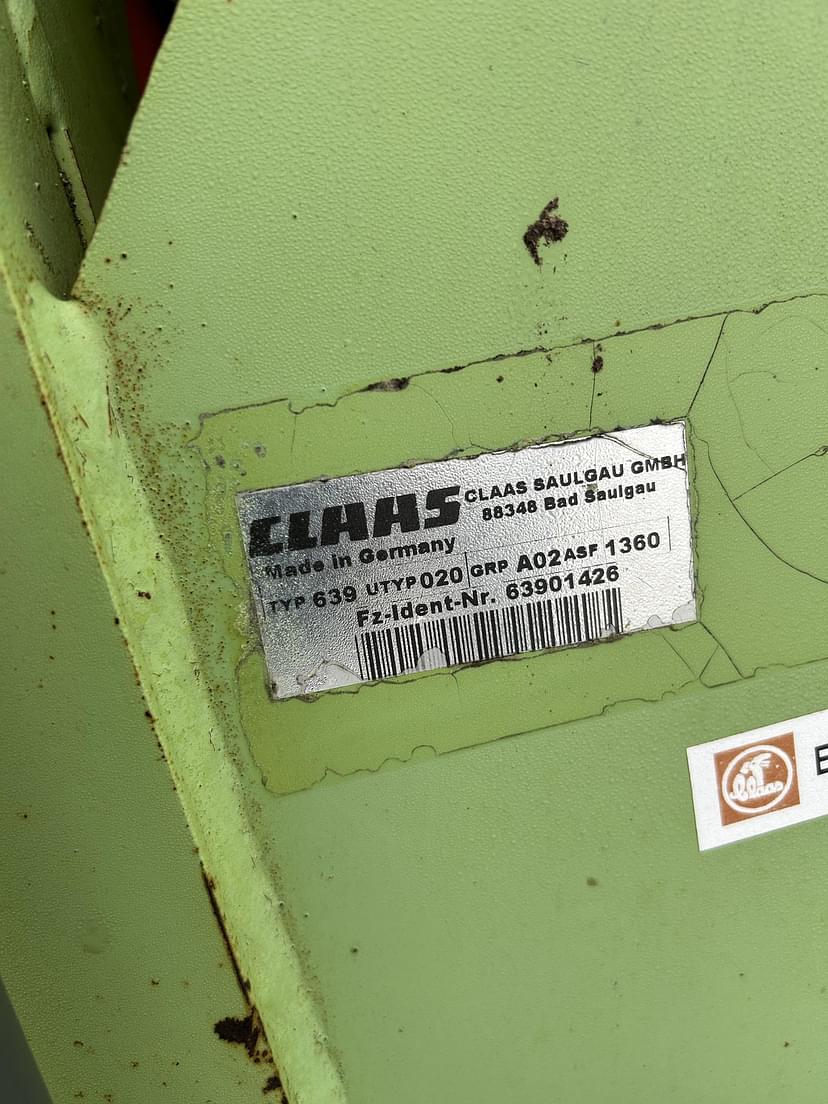 CLAAS
CLAAS SAULGAU GMBH
88348 Bad Saulgau
Made in Germany
TYP 639 UTYP 020 GRP A02 ASF 1360
Fz-Ident-Nr. 63901426
Claas
E